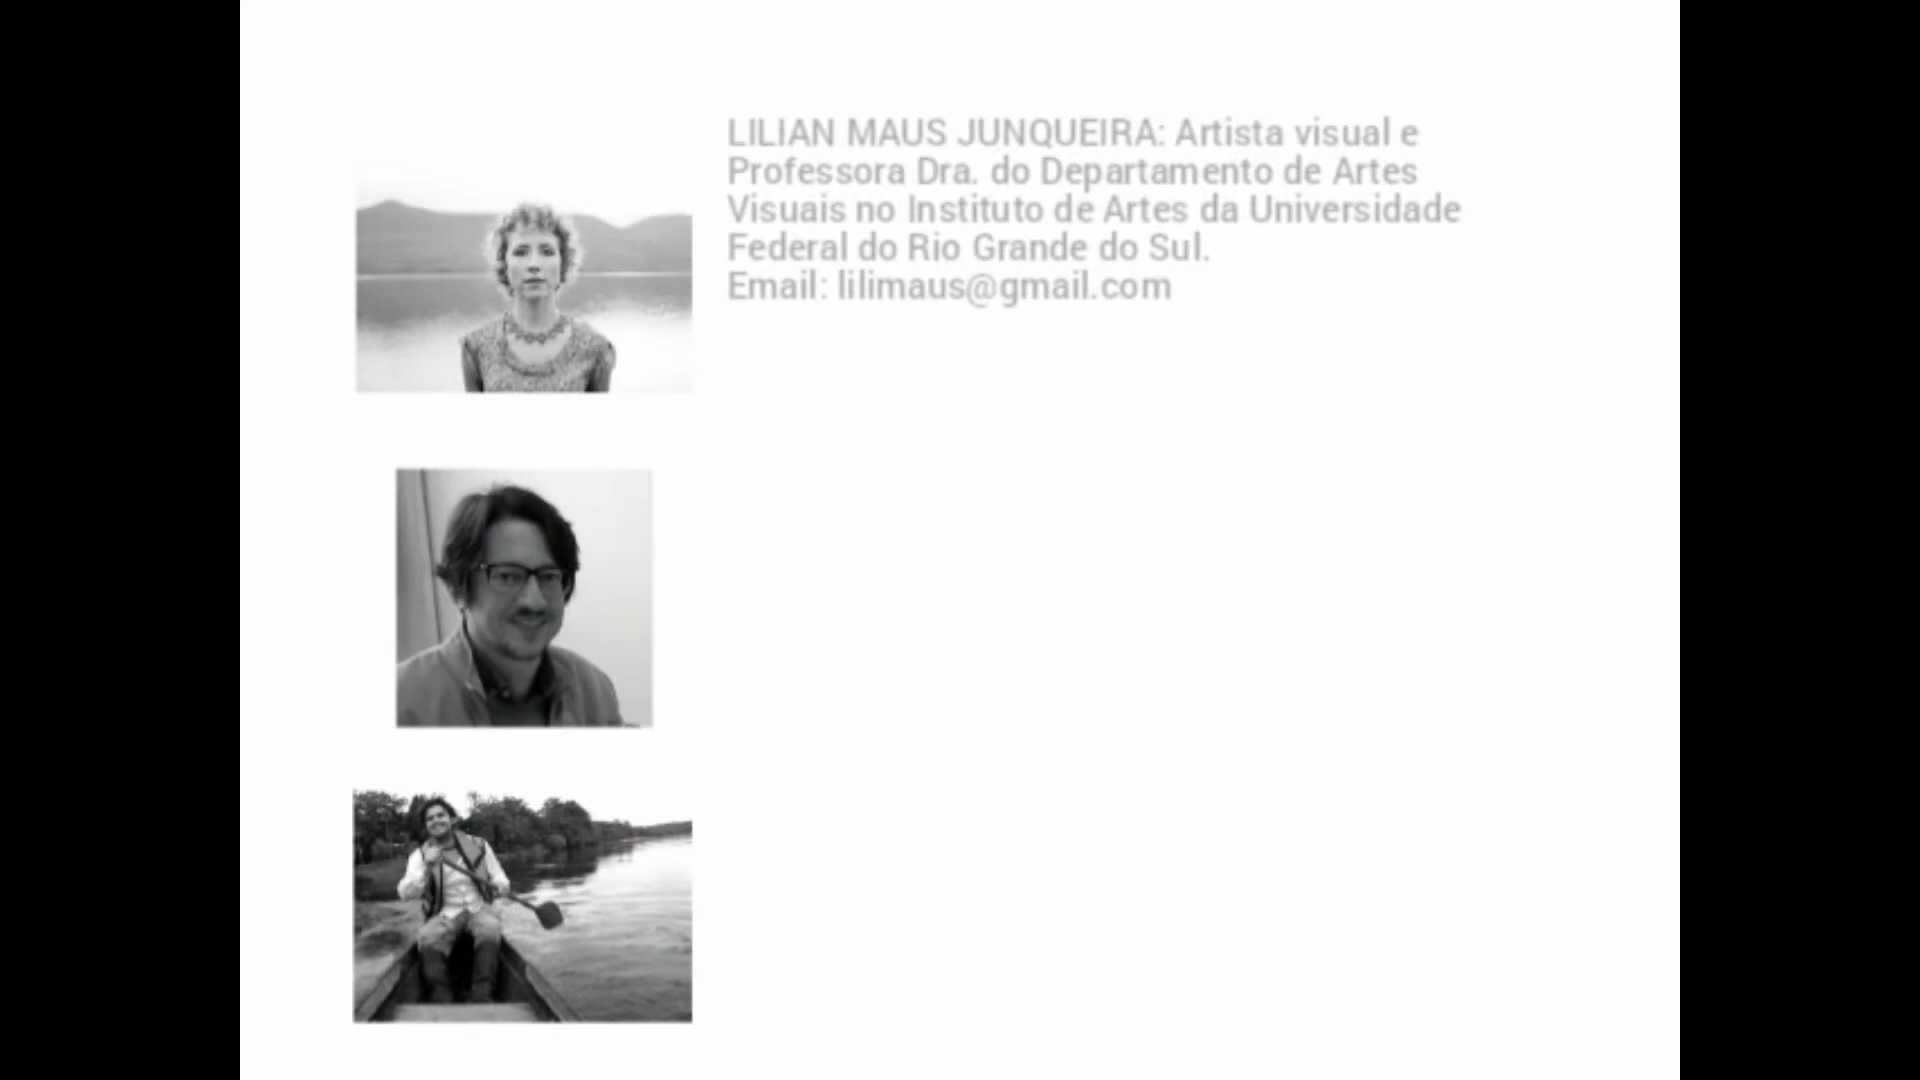 LILIAN MAUS JUNQUEIRA: Artista visual e
Professora Dra. do Departamento de Artes
Visuais no Instituto de Artes da Universidade
Federal do Rio Grande do Sul.
Email: lilimaus@gmail.com